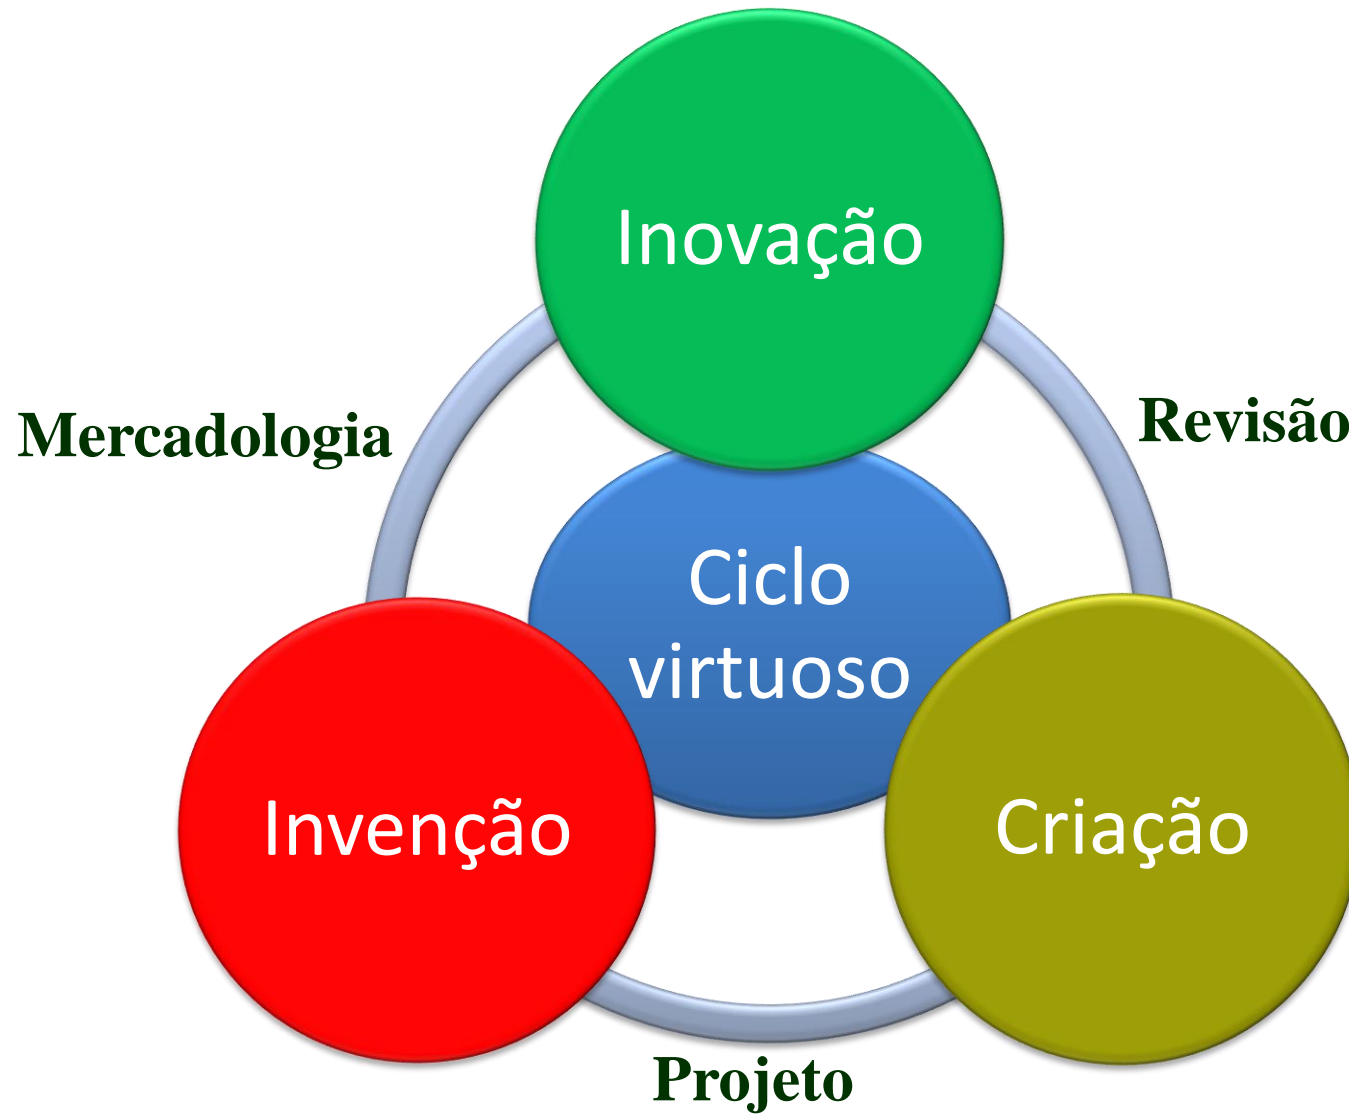 Inovação
Mercadologia
Revisão
Ciclo
virtuoso
Invenção
Criação
Projeto